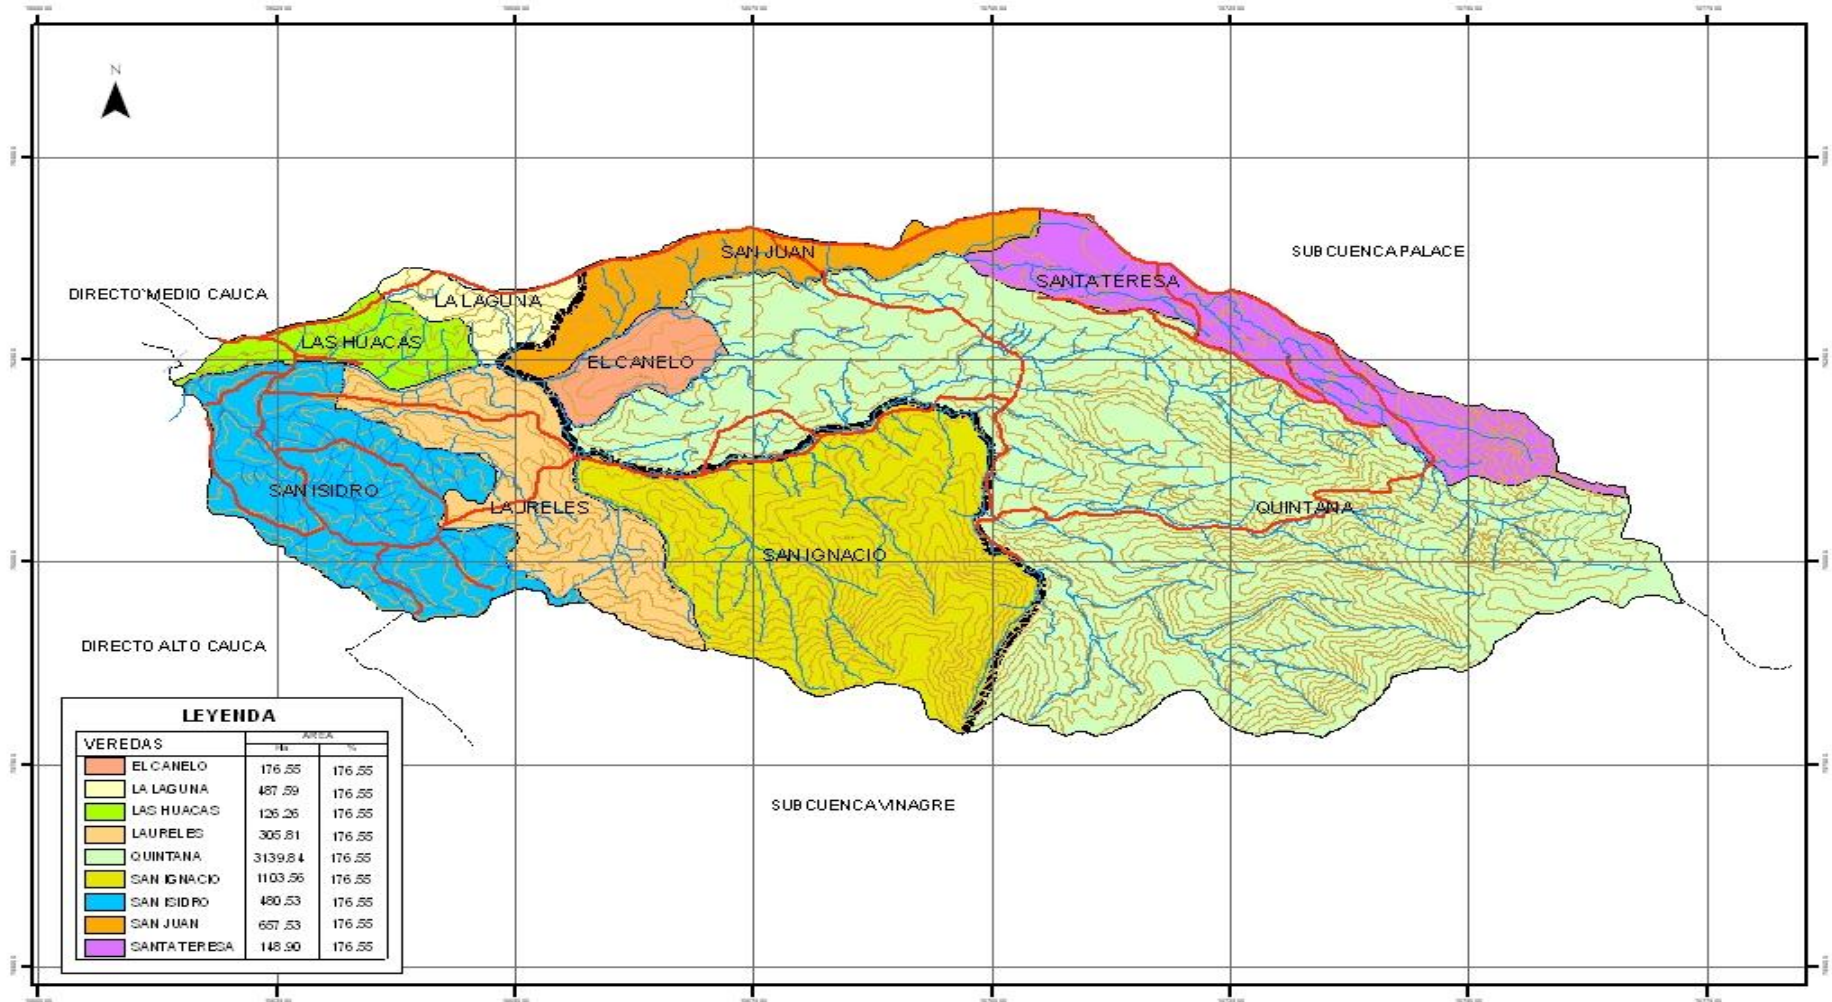 N
SAN JUAN
SUBCUENCA PALACE
SANTA TERESA
DIRECTO MEDIO CAUCA
LA LAGUNA
LAS HUACAS
EL CANELO
SAN ISIDRO
LAURELES
QUINTANA
SAN IGNACIO
DIRECTO ALTO CAUCA
SUBCUENCA VINAGRE
LEYENDA
VEREDAS AREA
Ha %
EL CANELO 176.55 176.55
LA LAGUNA 487.59 176.55
LAS HUACAS 126.26 176.55
LAURELES 305.81 176.55
QUINTANA 3139.84 176.55
SAN IGNACIO 1103.56 176.55
SAN ISIDRO 480.53 176.55
SAN JUAN 657.53 176.55
SANTA TERESA 148.90 176.55